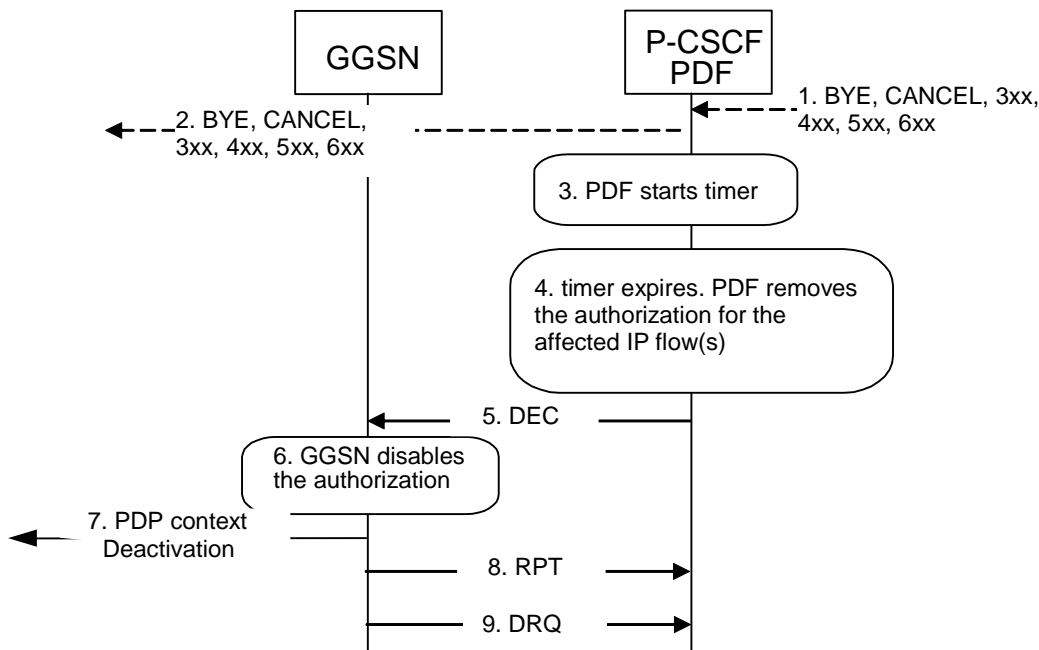 GGSN
P-CSCF
PDF
1. BYE, CANCEL, 3xx,
4xx, 5xx, 6xx
2. BYE, CANCEL,
3xx, 4xx, 5xx, 6xx
3. PDF starts timer
4. timer expires. PDF removes
the authorization for the
affected IP flow(s)
5. DEC
6. GGSN disables
the authorization
7. PDP context
Deactivation
8. RPT
9. DRQ